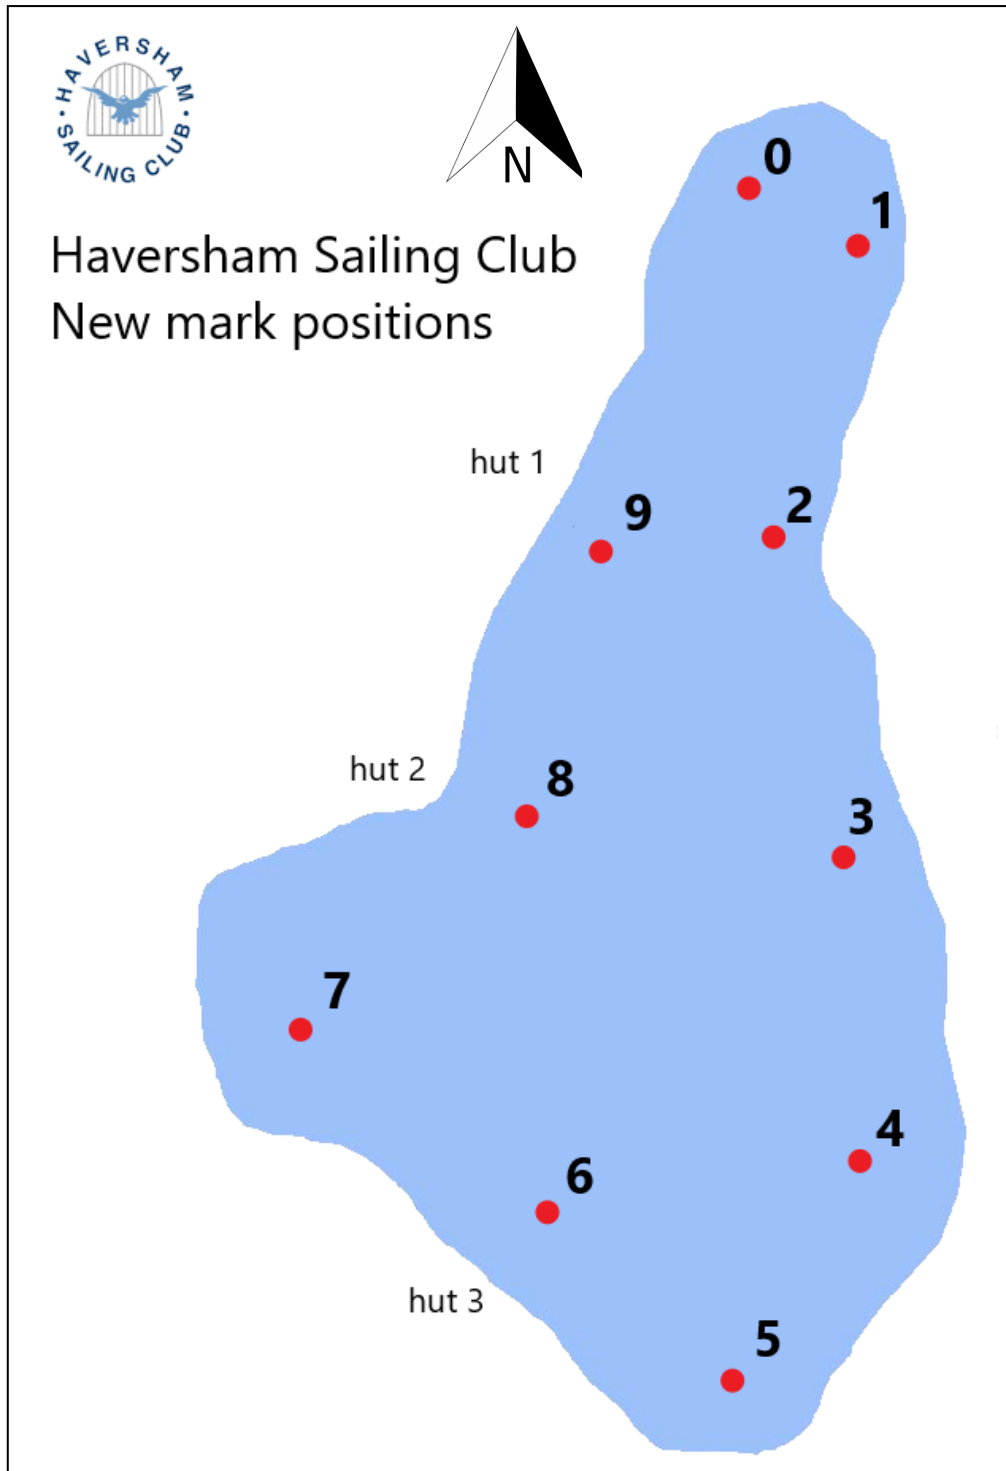 HAVERSHAM
· SAILING CLUB ·
N
Haversham Sailing Club
New mark positions
0
1
hut 1
9
2
hut 2
8
3
7
4
6
hut 3
5